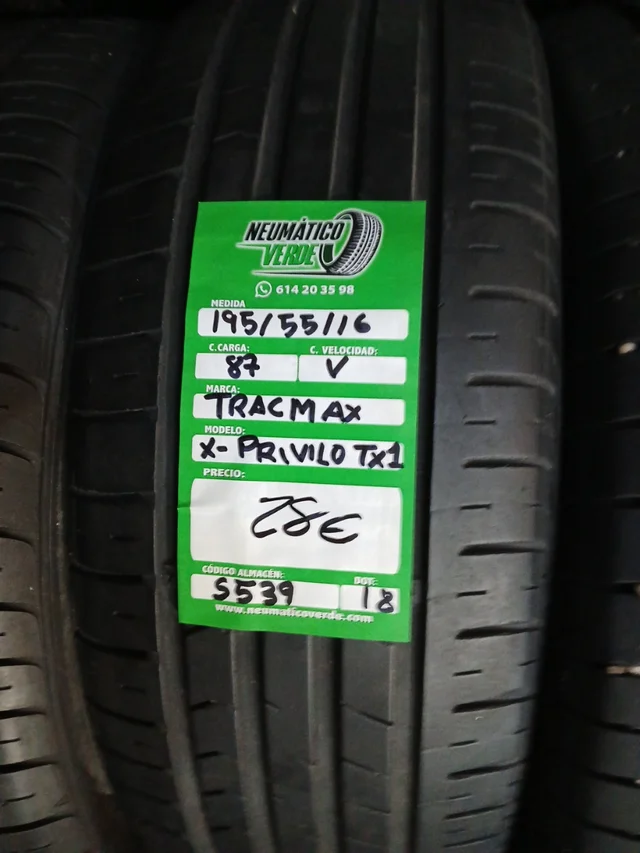 NEUMÁTICO
VERDE
614 20 35 98
MEDIDA
195/55/16
C.CARGA: C. VELOCIDAD:
87 V
MARCA:
TRACMAX
MODELO:
X-PRIVILO TX1
PRECIO:
28€
CÓDIGO ALMACÉN: DOT:
S539 18
www.neumaticoverde.com